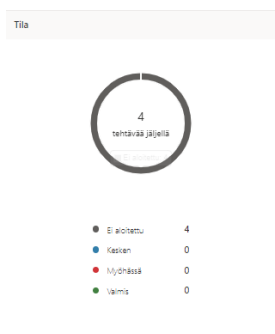 Tila
4
tehtävää jäljellä
Ei aloitettu 4
Kesken 0
Myöhässä 0
Valmis 0